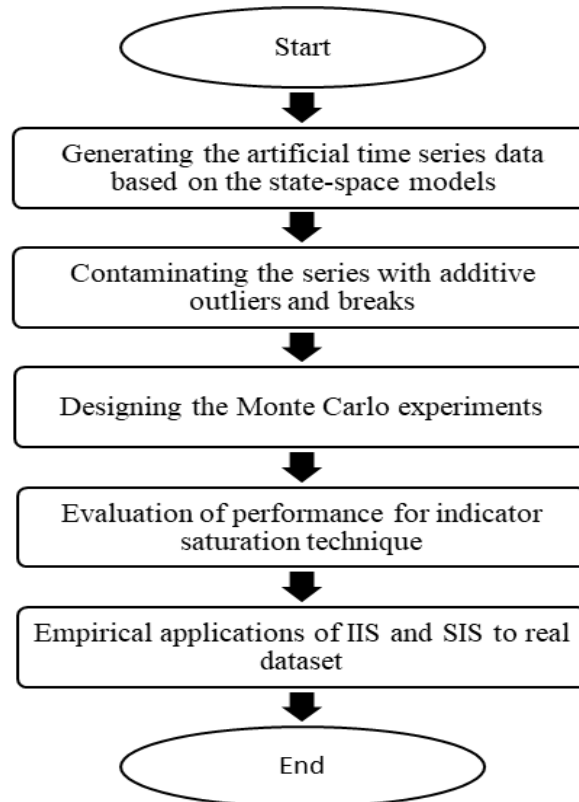 Start
Generating the artificial time series data
based on the state-space models
Contaminating the series with additive
outliers and breaks
Designing the Monte Carlo experiments
Evaluation of performance for indicator
saturation technique
Empirical applications of IIS and SIS to real
dataset
End